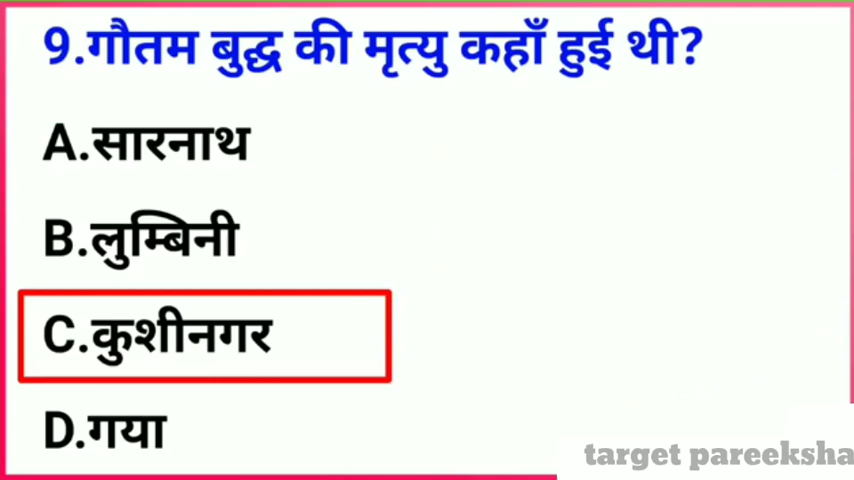 9.गौतम बुद्ध की मृत्यु कहाँ हुई थी?
A.सारनाथ
B.लुम्बिनी
C.कुशीनगर
D.गया
target pareeksha